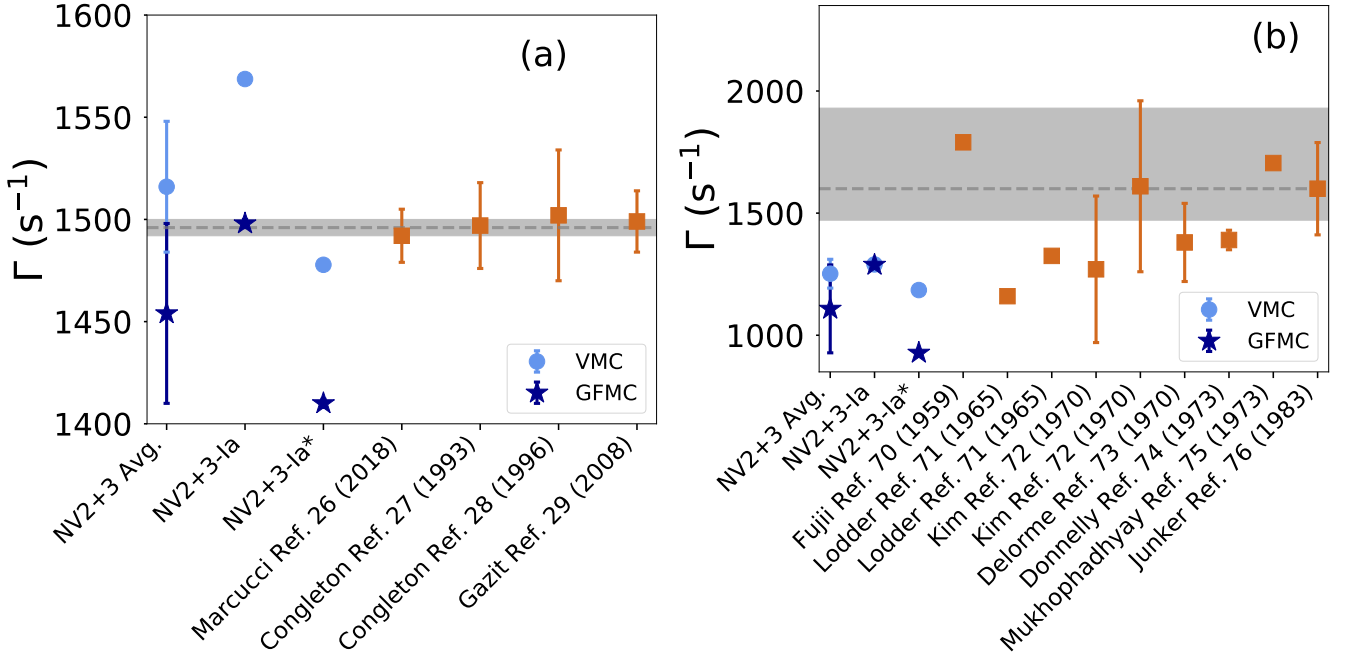 (a)
Γ (s⁻¹)
1600
1550
1500
1450
1400
VMC
GFMC
NV2+3 Avg.
NV2+3-Ia
NV2+3-Ia*
Marcucci Ref. 26 (2018)
Congleton Ref. 27 (1993)
Congleton Ref. 28 (1996)
Gazit Ref. 29 (2008)
(b)
Γ (s⁻¹)
2000
1500
1000
VMC
GFMC
NV2+3 Avg.
NV2+3-Ia
NV2+3-Ia*
Fujii Ref. 70 (1959)
Lodder Ref. 71 (1965)
Lodder Ref. 71 (1965)
Kim Ref. 72 (1970)
Kim Ref. 72 (1970)
Delorme Ref. 73 (1970)
Donnelly Ref. 74 (1973)
Mukhophadhyay Ref. 75 (1973)
Junker Ref. 76 (1983)